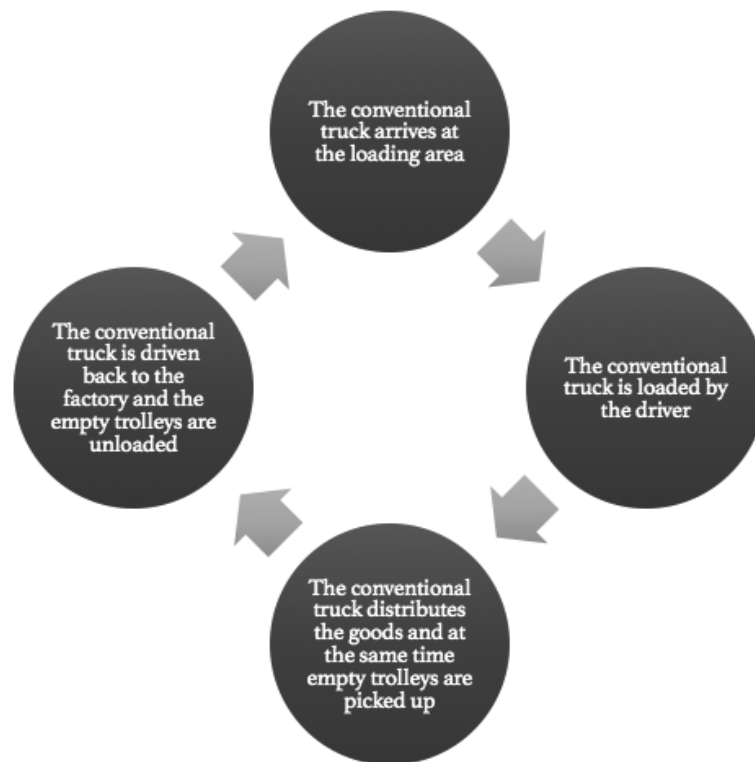 The conventional
truck arrives at
the loading area
The conventional
truck is loaded by
the driver
The conventional
truck distributes
the goods and at
the same time
empty trolleys are
picked up
The conventional
truck is driven
back to the
factory and the
empty trolleys are
unloaded